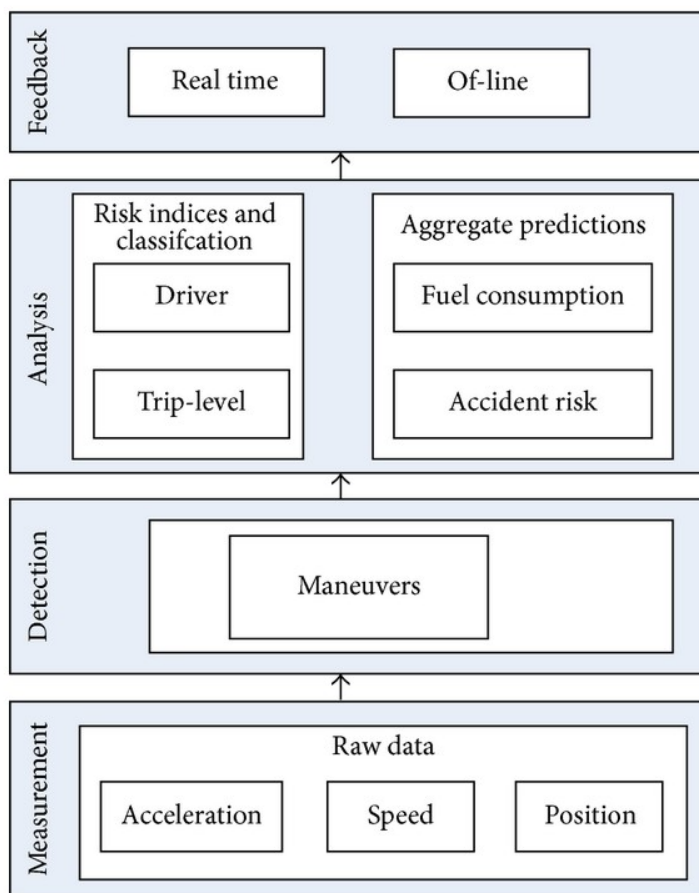 Feedback
Real time
Of-line
Analysis
Risk indices and
classifcation
Driver
Trip-level
Aggregate predictions
Fuel consumption
Accident risk
Detection
Maneuvers
Measurement
Raw data
Acceleration
Speed
Position